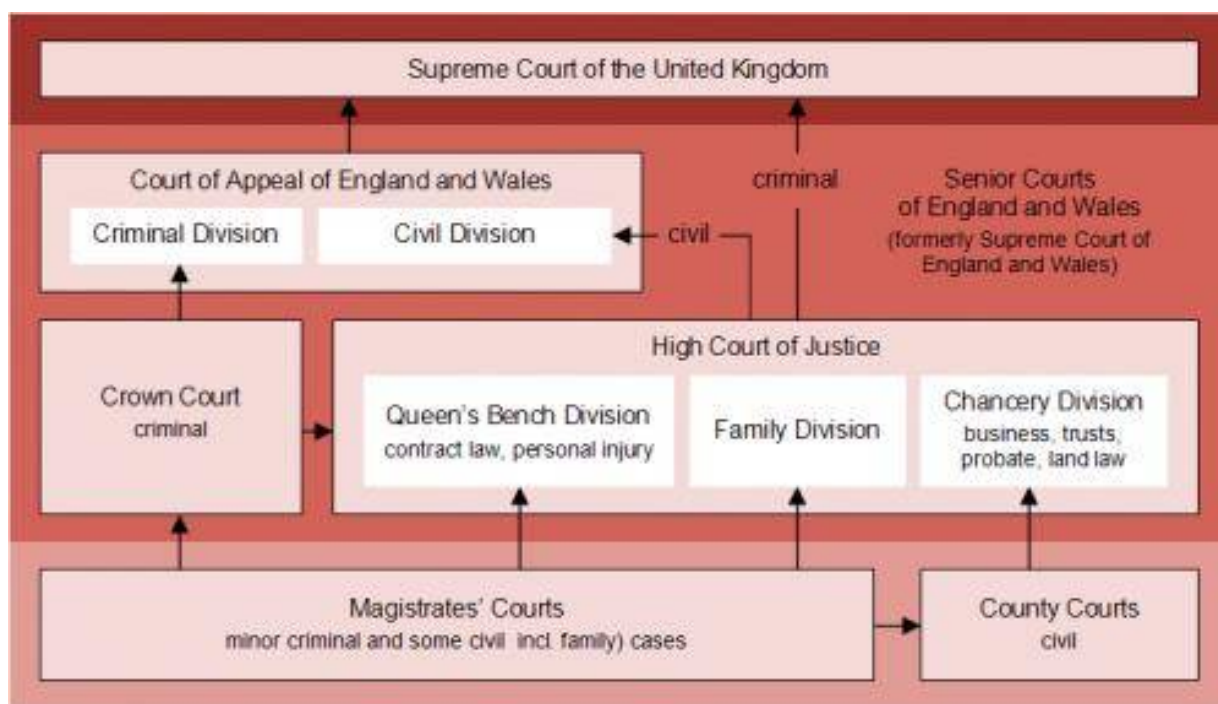 Supreme Court of the United Kingdom
Court of Appeal of England and Wales
Criminal Division
Civil Division
civil
criminal
Senior Courts
of England and Wales
(formerly Supreme Court of
England and Wales)
Crown Court
criminal
High Court of Justice
Queen's Bench Division
contract law, personal injury
Family Division
Chancery Division
business, trusts,
probate, land law
Magistrates' Courts
minor criminal and some civil incl. family) cases
County Courts
civil